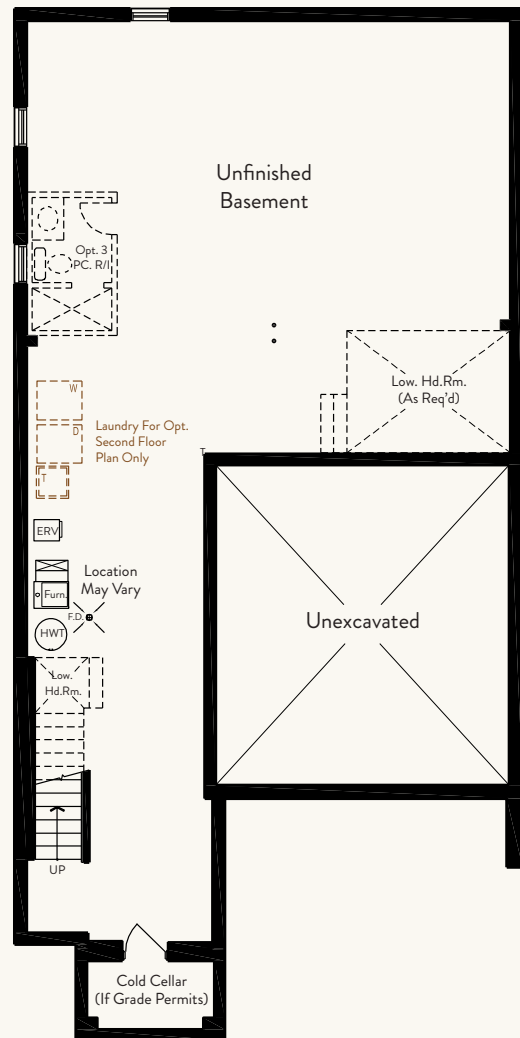 Unfinished
Basement
Opt. 3
PC. R/I
Low. Hd.Rm.
(As Req'd)
W
D
T
Laundry For Opt.
Second Floor
Plan Only
T
ERV
Furn.
Location
May Vary
F.D.
HWT
Unexcavated
Low.
Hd.Rm.
UP
Cold Cellar
(If Grade Permits)